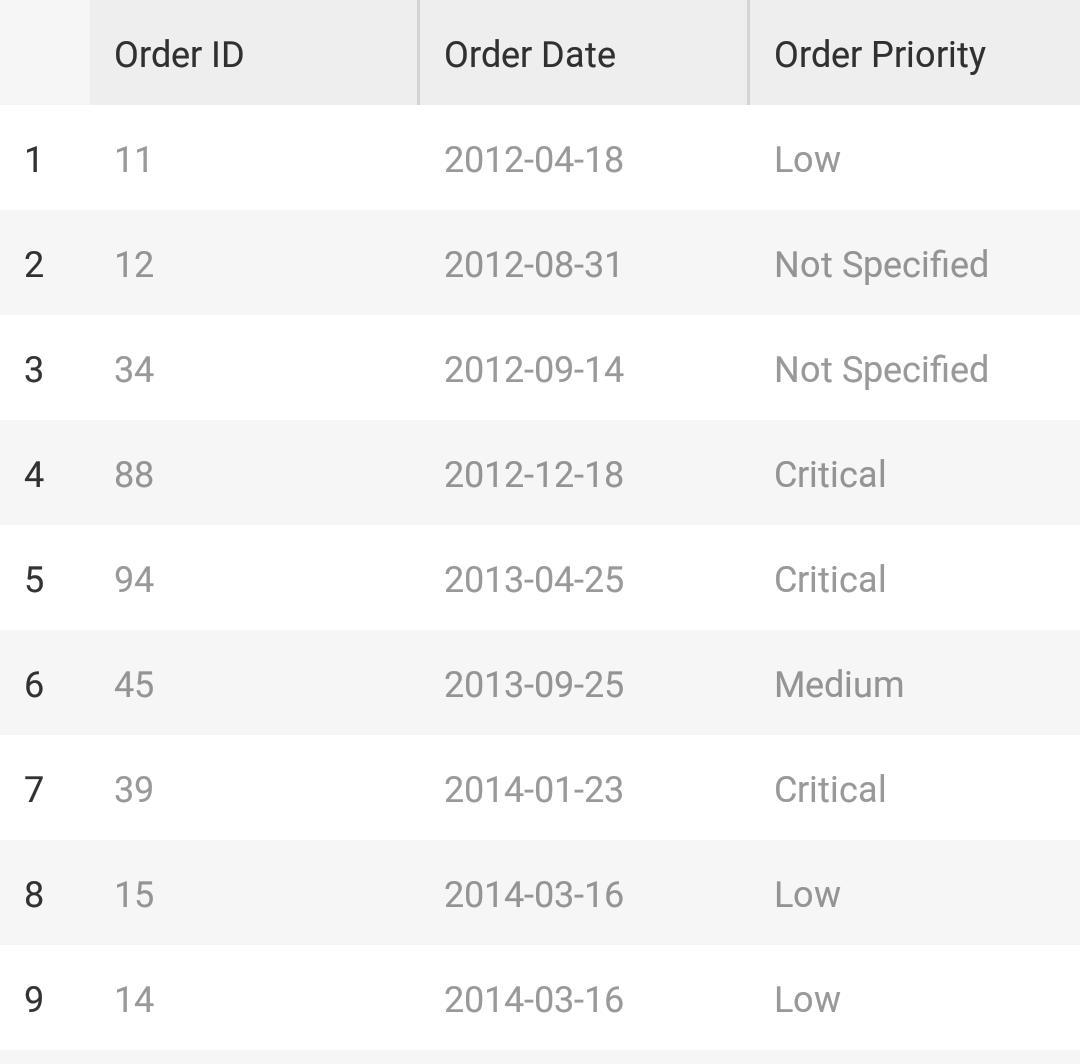 Order ID Order Date Order Priority
1 11 2012-04-18 Low
2 12 2012-08-31 Not Specified
3 34 2012-09-14 Not Specified
4 88 2012-12-18 Critical
5 94 2013-04-25 Critical
6 45 2013-09-25 Medium
7 39 2014-01-23 Critical
8 15 2014-03-16 Low
9 14 2014-03-16 Low